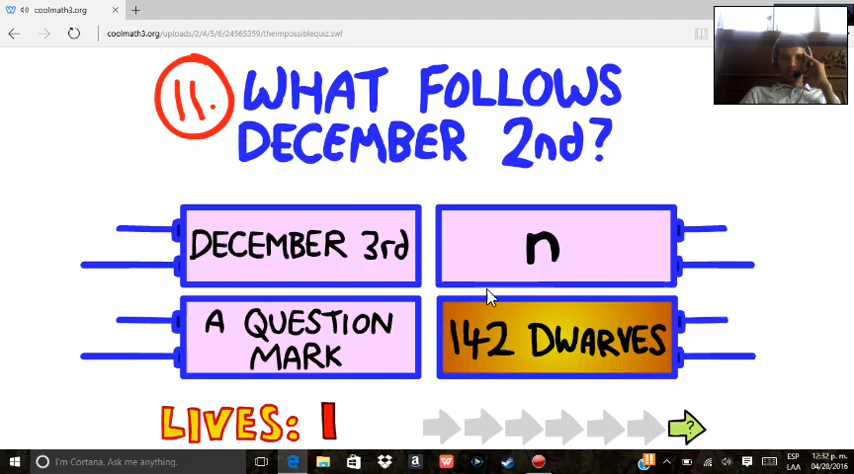 coolmath3.org
coolmath3.org/uploads/2/4/5/6/24565359/theimpossiblequiz.swf
11. WHAT FOLLOWS
DECEMBER 2nd?
DECEMBER 3rd
n
A QUESTION
MARK
142 DWARVES
LIVES: 1
?
I'm Cortana. Ask me anything.
ESP
LAA
12:32 p. m.
04/28/2016